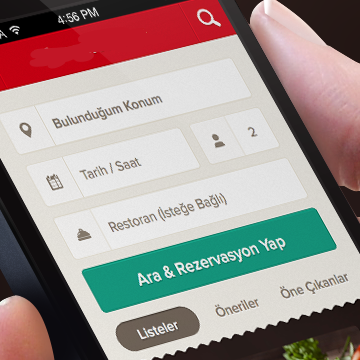 4:56 PM
Bulunduğum Konum
Tarih / Saat
2
Restoran (İsteğe Bağlı)
Ara & Rezervasyon Yap
Listeler
Öneriler
Öne Çıkanlar